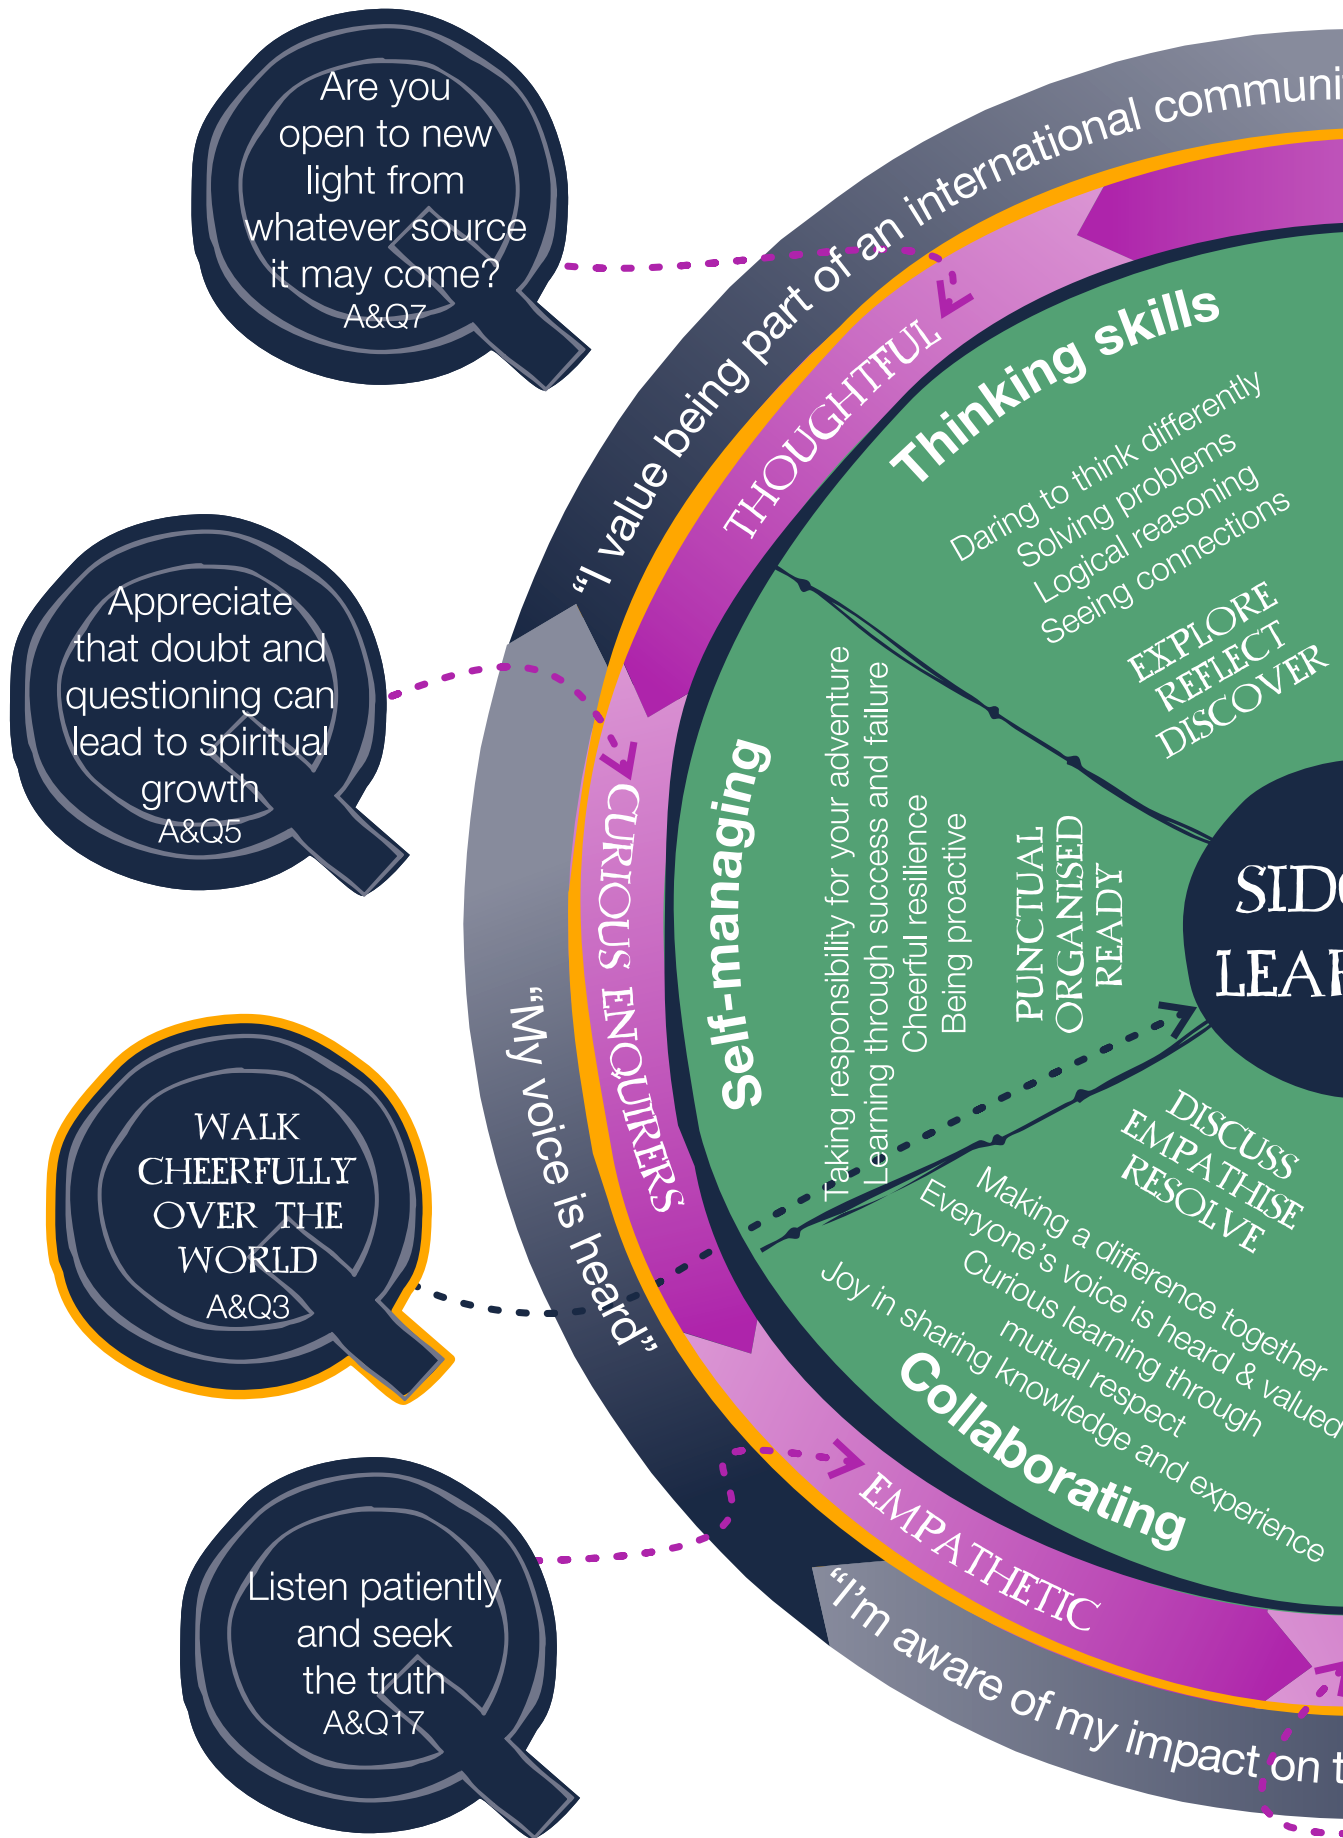 Are you
open to new
light from
whatever source
it may come?
A&Q7
Appreciate
that doubt and
questioning can
lead to spiritual
growth
A&Q5
WALK
CHEERFULLY
OVER THE
WORLD
A&Q3
Listen patiently
and seek
the truth
A&Q17
“I value being part of an international communi
"My voice is heard”
“I’m aware of my impact on t
THOUGHTFUL
CURIOUS ENQUIRERS
EMPATHETIC
Thinking skills
Daring to think differently
Solving problems
Logical reasoning
Seeing connections
EXPLORE
REFLECT
DISCOVER
Self-managing
Taking responsibility for your adventure
Learning through success and failure
Cheerful resilience
Being proactive
PUNCTUAL
ORGANISED
READY
DISCUSS
EMPATHISE
RESOLVE
Making a difference together
Everyone’s voice is heard & valued
Curious learning through
mutual respect
Joy in sharing knowledge and experience
Collaborating
SID
LEA